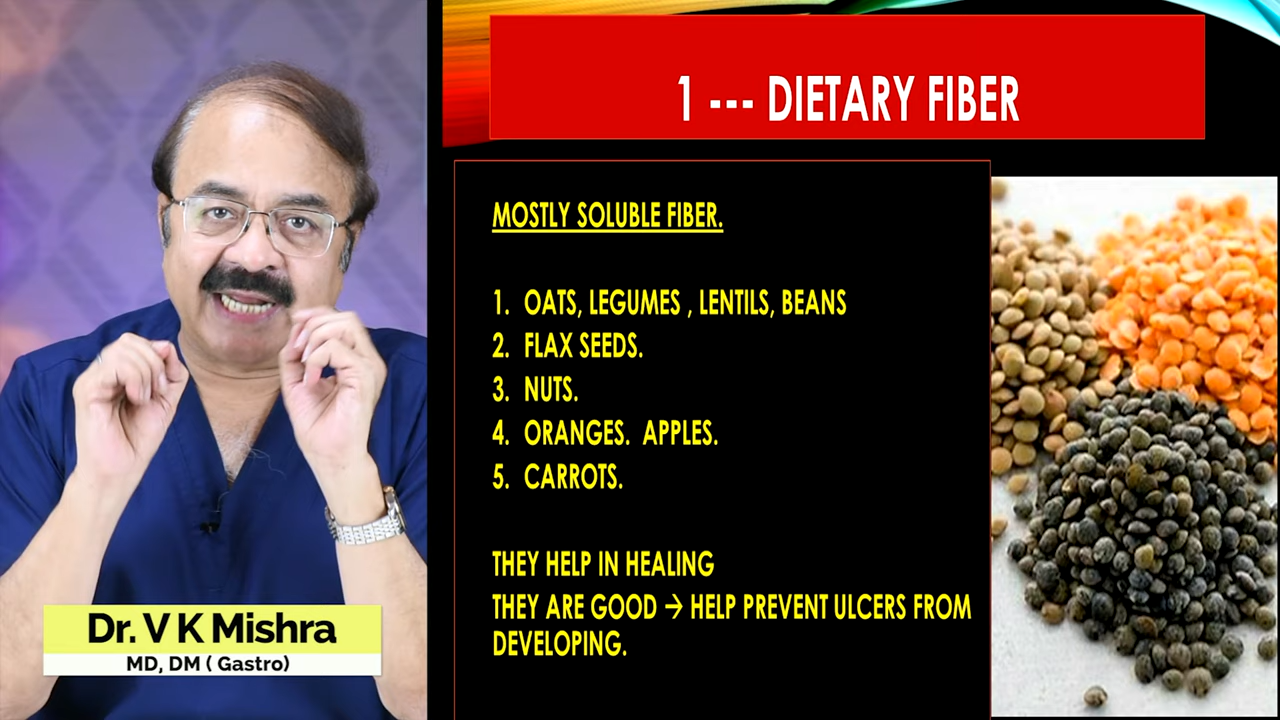 1 --- DIETARY FIBER
MOSTLY SOLUBLE FIBER.
1. OATS, LEGUMES , LENTILS, BEANS
2. FLAX SEEDS.
3. NUTS.
4. ORANGES. APPLES.
5. CARROTS.
THEY HELP IN HEALING
THEY ARE GOOD → HELP PREVENT ULCERS FROM
DEVELOPING.
Dr. V K Mishra
MD, DM ( Gastro)